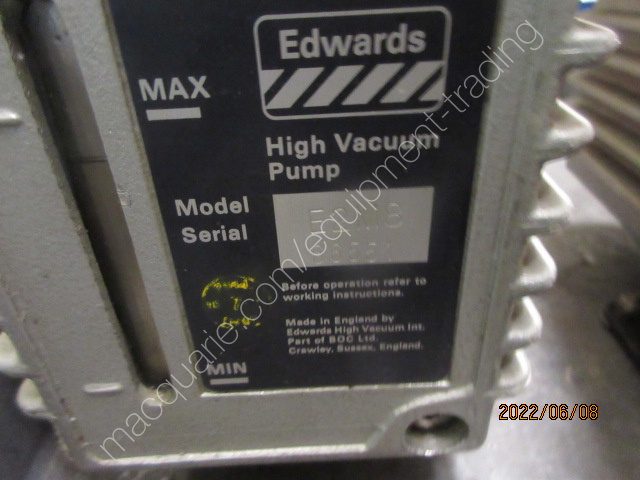 Edwards
MAX
High Vacuum
Pump
Model
Serial
Before operation refer to
working instructions.
Made in England by
Edwards High Vacuum Int.
Part of BOC Ltd.
Crawley, Sussex, England.
MIN
2022/06/08
macquarie.com/equipment-trading